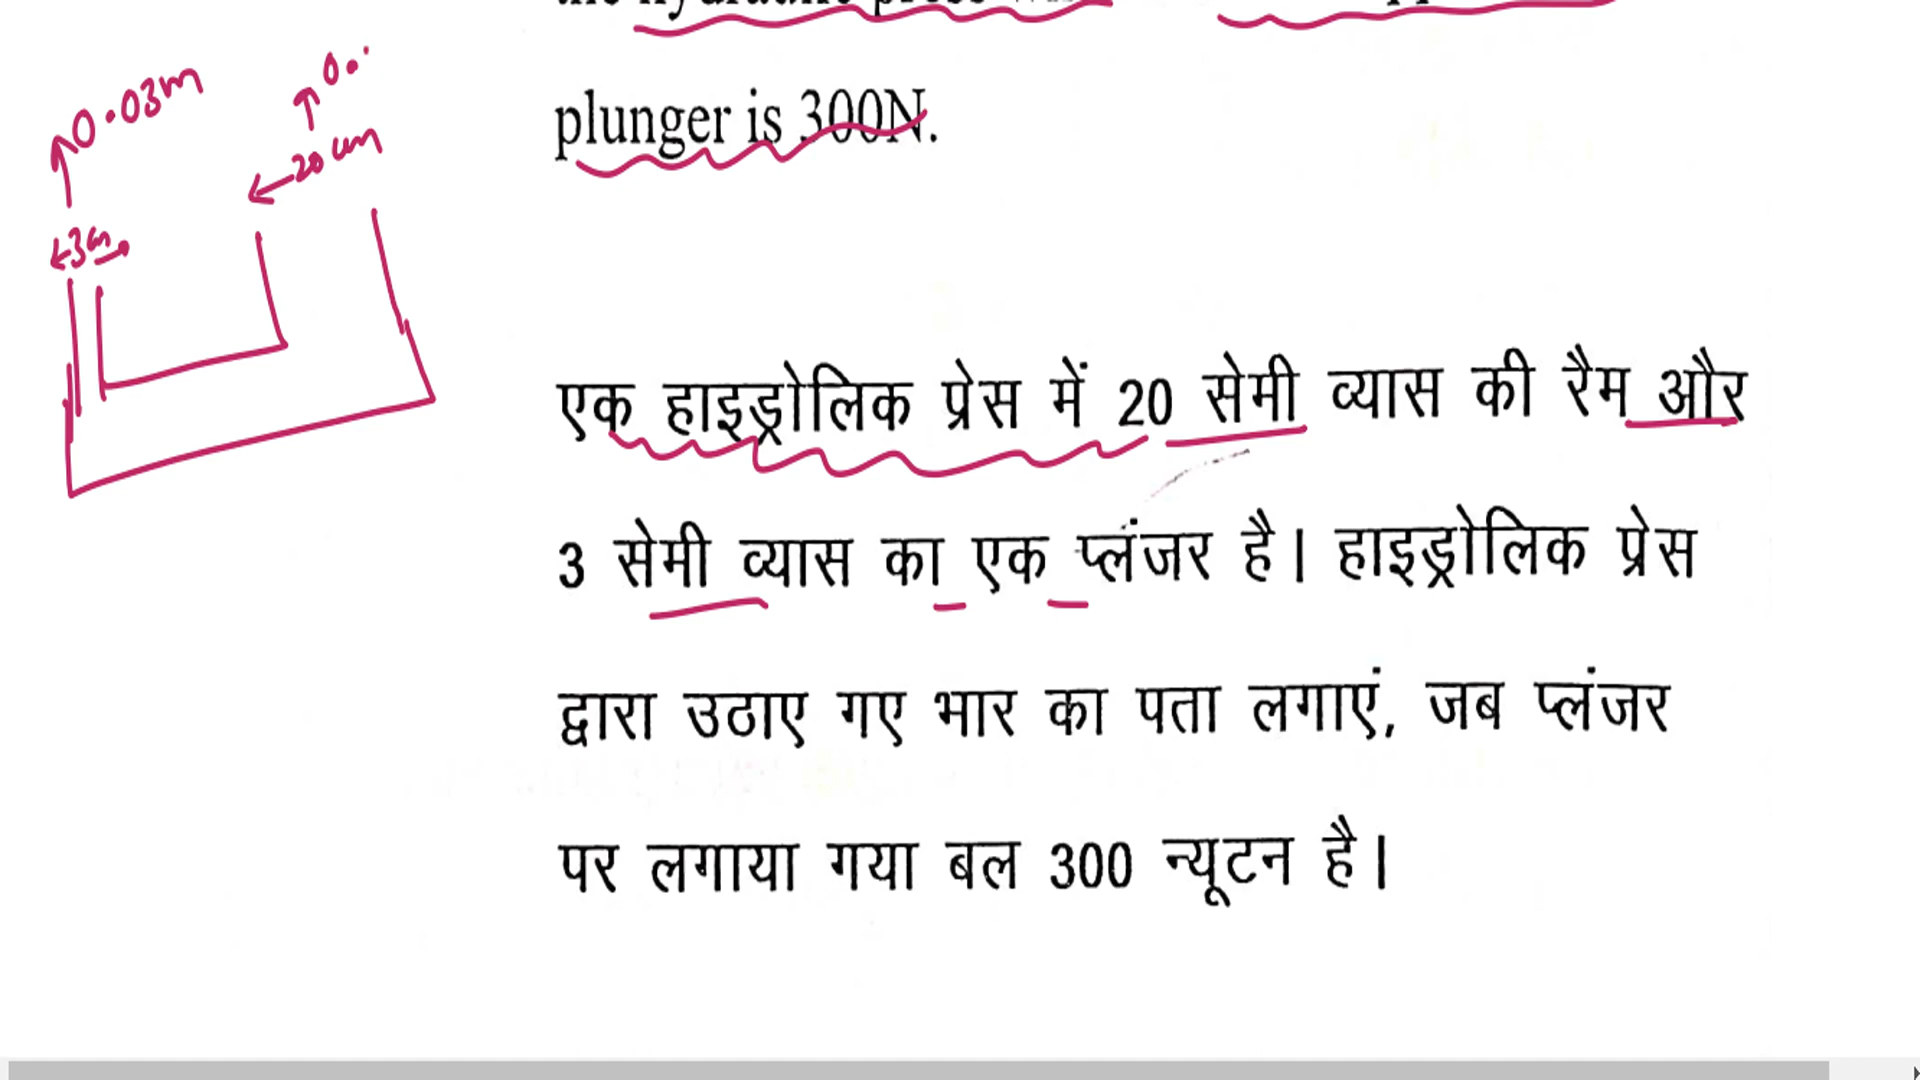 plunger is 300N.
0.03m
0.
20 cm
3cm
एक हाइड्रोलिक प्रेस में 20 सेमी व्यास की रैम और
3 सेमी व्यास का एक प्लंजर है। हाइड्रोलिक प्रेस
द्वारा उठाए गए भार का पता लगाएं, जब प्लंजर
पर लगाया गया बल 300 न्यूटन है।